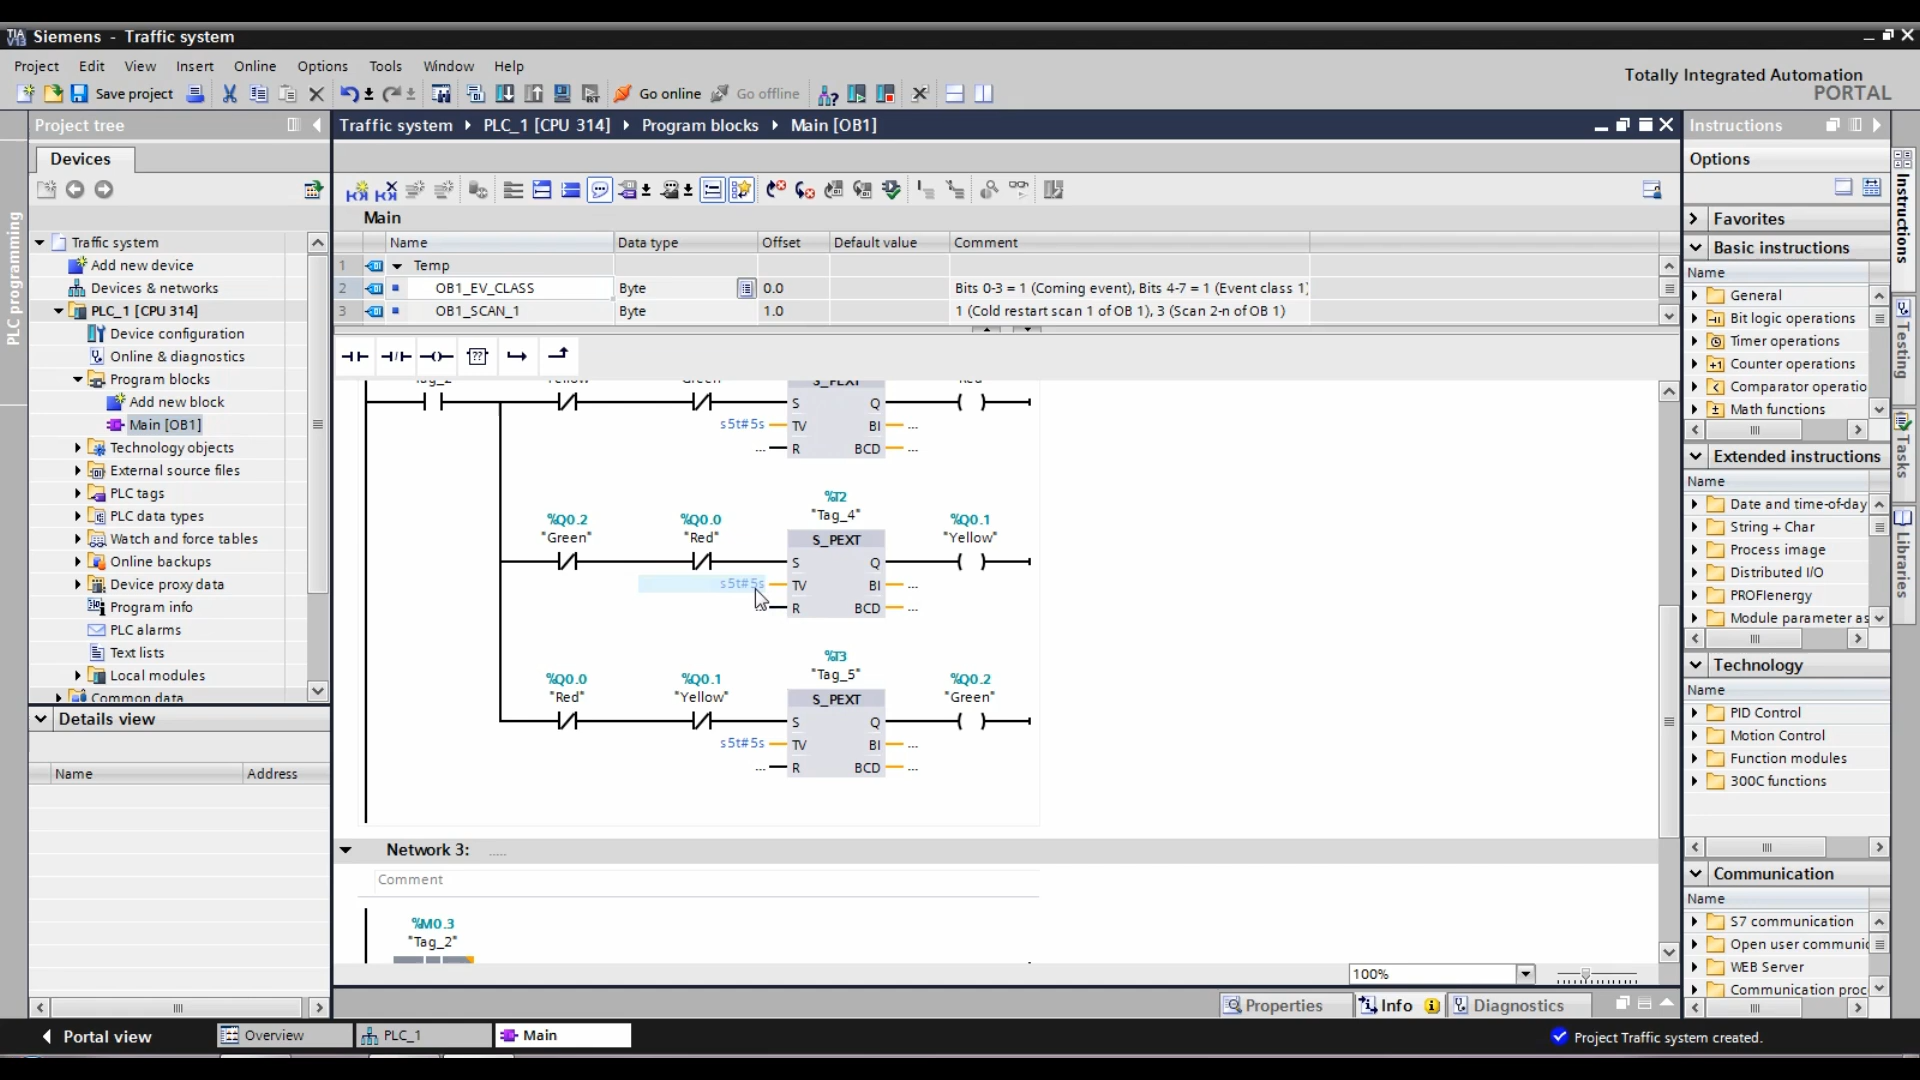 Siemens - Traffic system
Project Edit View Insert Online Options Tools Window Help
Totally Integrated Automation
PORTAL
Save project Go online Go offline
Project tree
Traffic system PLC_1 [CPU 314] Program blocks Main [OB1]
Instructions
Devices
Options
PLC programming
Instructions
Testing
Tasks
Libraries
Traffic system
Add new device
Devices & networks
PLC_1 [CPU 314]
Device configuration
Online & diagnostics
Program blocks
Add new block
Main [OB1]
Technology objects
External source files
PLC tags
PLC data types
Watch and force tables
Online backups
Device proxy data
Program info
PLC alarms
Text lists
Local modules
Common data
Details view
Name Address
Main
Name Data type Offset Default value Comment
1 Temp
2 OB1_EV_CLASS Byte 0.0 Bits 0-3 = 1 (Coming event), Bits 4-7 = 1 (Event class 1)
3 OB1_SCAN_1 Byte 1.0 1 (Cold restart scan 1 of OB 1), 3 (Scan 2-n of OB 1)
??
S_PEXT
S Q
s5t#5s TV BI ...
... R BCD ...
%T2
"Tag_4"
%Q0.2 %Q0.0 %Q0.1
"Green" "Red" S_PEXT "Yellow"
S Q
s5t#5s TV BI ...
R BCD ...
%T3
"Tag_5"
%Q0.0 %Q0.1 %Q0.2
"Red" "Yellow" S_PEXT "Green"
S Q
s5t#5s TV BI ...
... R BCD ...
Network 3: .....
Comment
%M0.3
"Tag_2"
100%
Properties Info Diagnostics
Favorites
Basic instructions
Name
General
Bit logic operations
Timer operations
Counter operations
Comparator operatio
Math functions
Extended instructions
Name
Date and time-of-day
String + Char
Process image
Distributed I/O
PROFIenergy
Module parameter as
Technology
Name
PID Control
Motion Control
Function modules
300C functions
Communication
Name
S7 communication
Open user communic
WEB Server
Communication proc
Portal view Overview PLC_1 Main
Project Traffic system created.